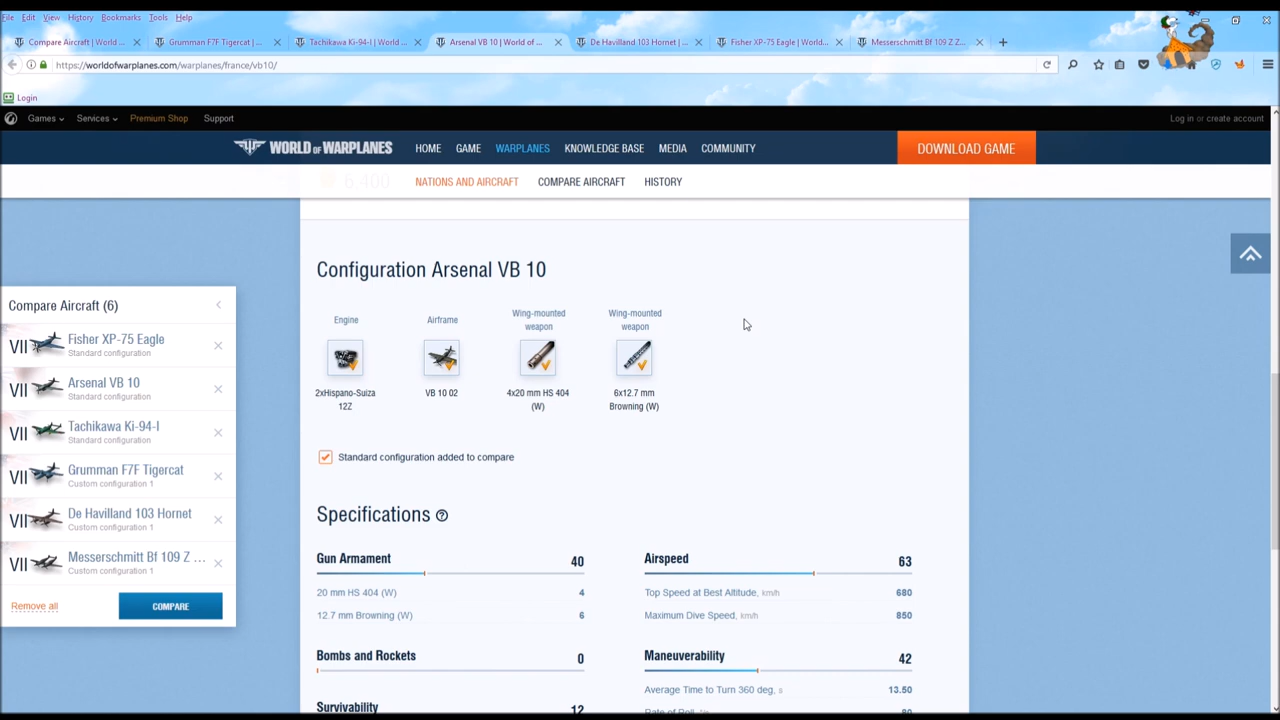 File Edit View History Bookmarks Tools Help
Compare Aircraft | World ... × Grumman F7F Tigercat | ... × Tachikawa Ki-94-I | World ... × Arsenal VB 10 | World of ... × De Havilland 103 Hornet | ... × Fisher XP-75 Eagle | World... × Messerschmitt Bf 109 Z Z... × +
https://worldofwarplanes.com/warplanes/france/vb10/
Login
Games Services Premium Shop Support Log in or create account
WORLD OF WARPLANES HOME GAME WARPLANES KNOWLEDGE BASE MEDIA COMMUNITY DOWNLOAD GAME
6,400 NATIONS AND AIRCRAFT COMPARE AIRCRAFT HISTORY
Configuration Arsenal VB 10
Engine Airframe Wing-mounted weapon Wing-mounted weapon
2xHispano-Suiza 12Z VB 10 02 4x20 mm HS 404 (W) 6x12.7 mm Browning (W)
Standard configuration added to compare
Compare Aircraft (6)
VII Fisher XP-75 Eagle
Standard configuration
VII Arsenal VB 10
Standard configuration
VII Tachikawa Ki-94-I
Standard configuration
VII Grumman F7F Tigercat
Custom configuration 1
VII De Havilland 103 Hornet
Custom configuration 1
VII Messerschmitt Bf 109 Z ...
Custom configuration 1
Remove all COMPARE
Specifications ?
Gun Armament 40
20 mm HS 404 (W) 4
12.7 mm Browning (W) 6
Airspeed 63
Top Speed at Best Altitude, km/h 680
Maximum Dive Speed, km/h 850
Bombs and Rockets 0
Maneuverability 42
Average Time to Turn 360 deg, s 13.50
Survivability 12
Rate of Roll, 80